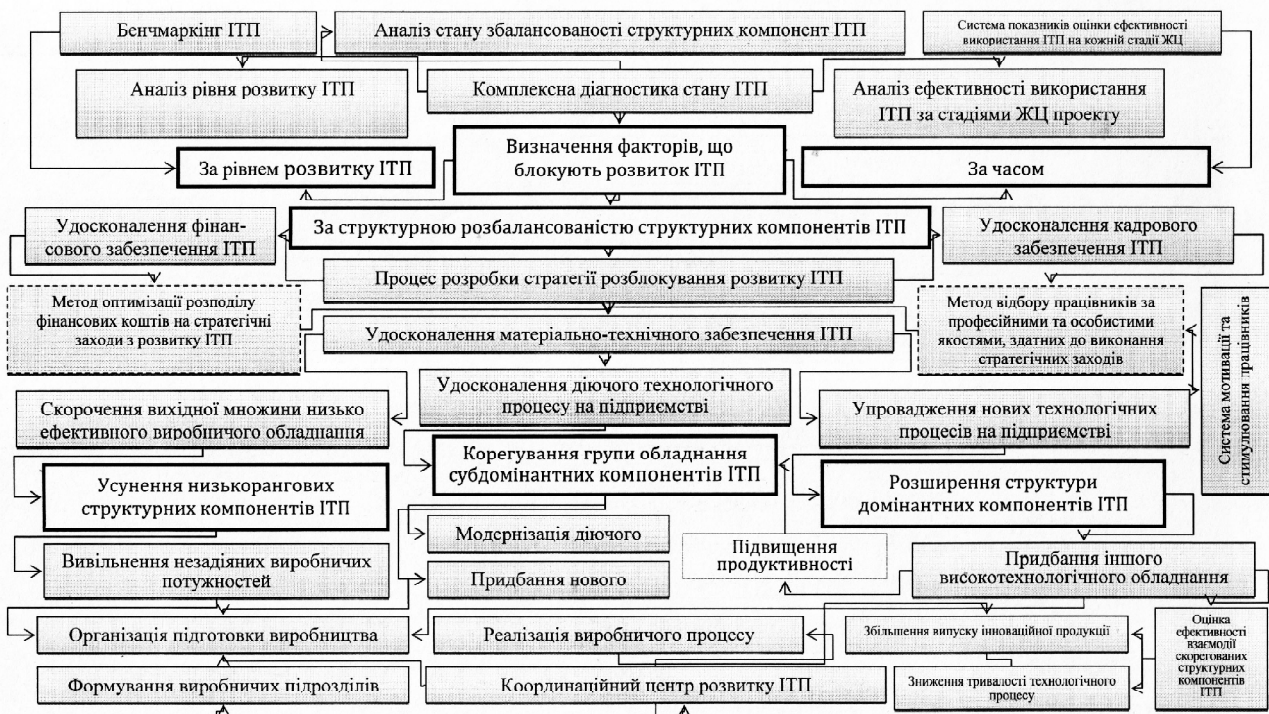 Бенчмаркінг ІТП
Аналіз стану збалансованості структурних компонент ІТП
Система показників оцінки ефективності
використання ІТП на кожній стадії ЖЦ
Аналіз рівня розвитку ІТП
Комплексна діагностика стану ІТП
Аналіз ефективності використання
ІТП за стадіями ЖЦ проекту
Визначення факторів, що
блокують розвиток ІТП
За рівнем розвитку ІТП
За часом
Удосконалення фінан-
сового забезпечення ІТП
За структурною розбалансованістю структурних компонентів ІТП
Удосконалення кадрового
забезпечення ІТП
Процес розробки стратегії розблокування розвитку ІТП
Метод оптимізації розподілу
фінансових коштів на стратегічні
заходи з розвитку ІТП
Удосконалення матеріально-технічного забезпечення ІТП
Метод відбору працівників за
професійними та особистими
якостями, здатних до виконання
стратегічних заходів
Система мотивації та
стимулювання працівників
Удосконалення діючого технологічного
процесу на підприємстві
Скорочення вихідної множини низько
ефективного виробничого обладнання
Упровадження нових технологічних
процесів на підприємстві
Корегування групи обладнання
субдомінантних компонентів ІТП
Усунення низькорангових
структурних компонентів ІТП
Розширення структури
домінантних компонентів ІТП
Модернізація діючого
Підвищення
продуктивності
Вивільнення незадіяних виробничих
потужностей
Придбання нового
Придбання іншого
високотехнологічного обладнання
Організація підготовки виробництва
Реалізація виробничого процесу
Збільшення випуску інноваційної продукції
Оцінка
ефективності
взаємодії
скорегованих
структурних
компонентів
ІТП
Формування виробничих підрозділів
Координаційний центр розвитку ІТП
Зниження тривалості технологічного
процесу